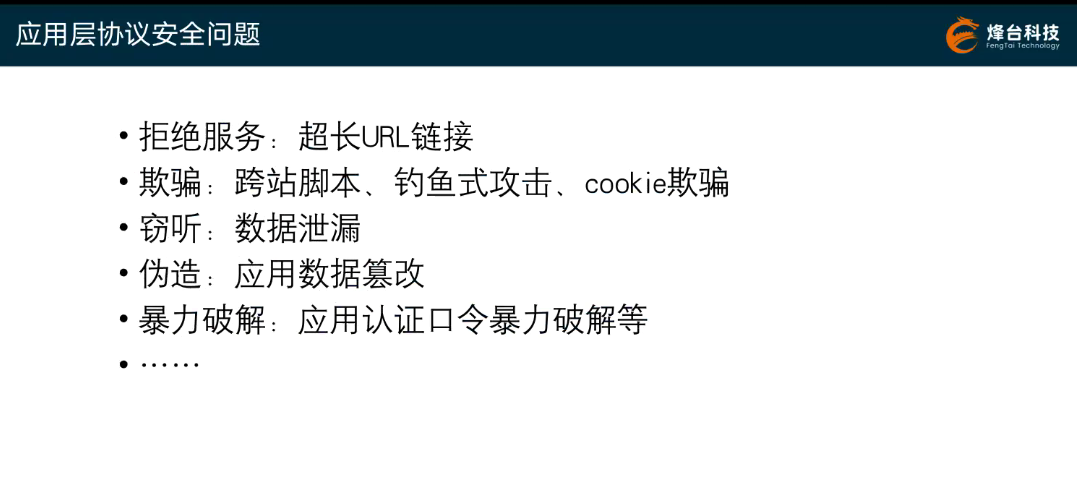 应用层协议安全问题
烽台科技
FengTai Technology
• 拒绝服务：超长URL链接
• 欺骗：跨站脚本、钓鱼式攻击、cookie欺骗
• 窃听：数据泄漏
• 伪造：应用数据篡改
• 暴力破解：应用认证口令暴力破解等
• ……